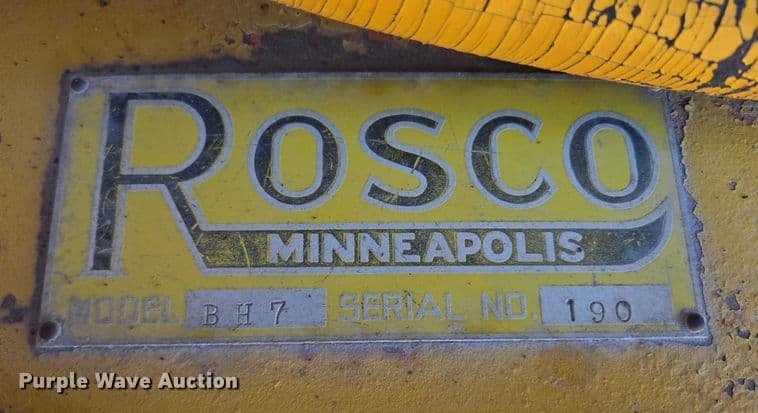 ROSCO
MINNEAPOLIS
MODEL BH7 SERIAL NO. 190
Purple Wave Auction